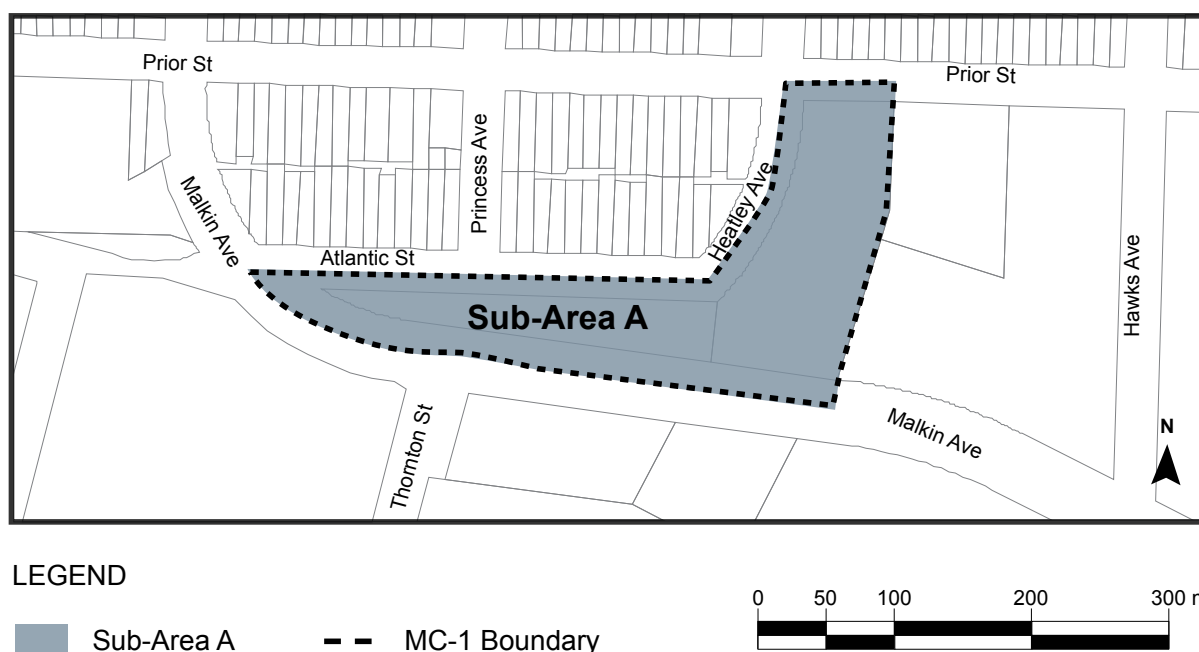 Prior St
Prior St
Princess Ave
Heatley Ave
Malkin Ave
Atlantic St
Hawks Ave
Sub-Area A
Thornton St
Malkin Ave
N
LEGEND
Sub-Area A
MC-1 Boundary
0 50 100 200 300 m